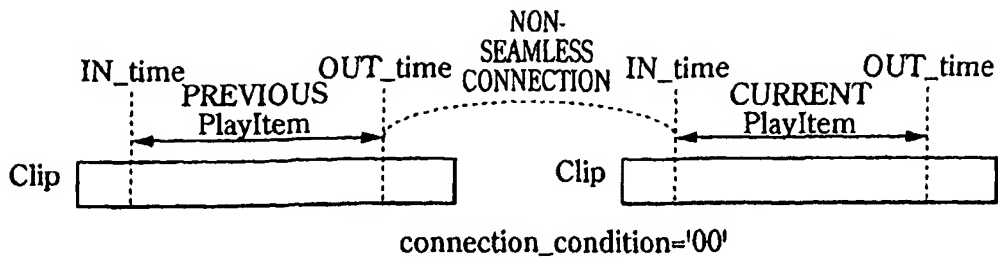 NON-
SEAMLESS
CONNECTION
IN_time
OUT_time
IN_time
OUT_time
PREVIOUS
PlayItem
CURRENT
PlayItem
Clip
Clip
connection_condition='00'